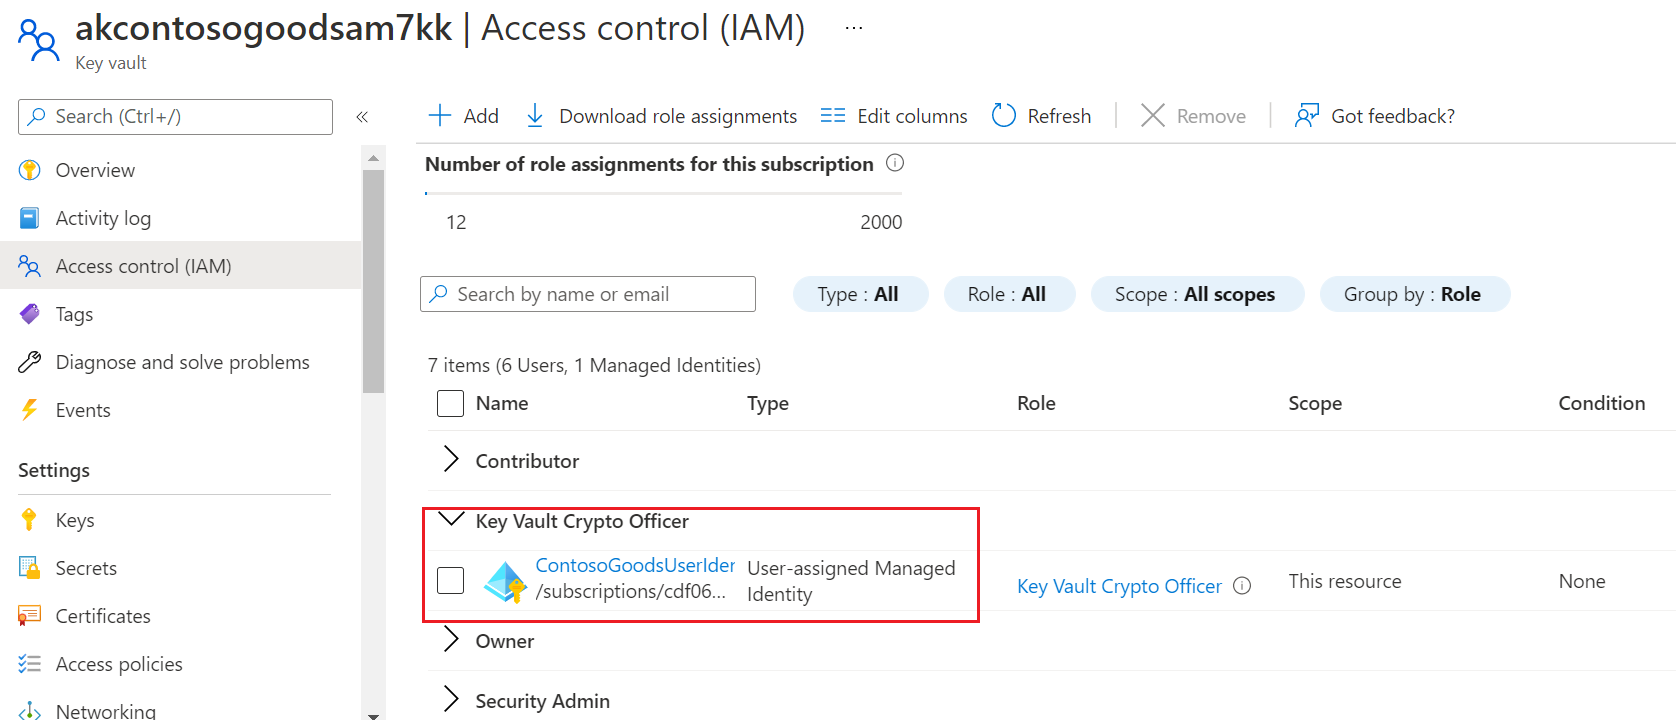 akcontosogoodsam7kk | Access control (IAM) ...
Key vault
Search (Ctrl+/)
Overview
Activity log
Access control (IAM)
Tags
Diagnose and solve problems
Events
Settings
Keys
Secrets
Certificates
Access policies
Networking
Add
Download role assignments
Edit columns
Refresh
Remove
Got feedback?
Number of role assignments for this subscription
12 2000
Search by name or email
Type : All
Role : All
Scope : All scopes
Group by : Role
7 items (6 Users, 1 Managed Identities)
Name Type Role Scope Condition
Contributor
Key Vault Crypto Officer
ContosoGoodsUserIder
/subscriptions/cdf06...
User-assigned Managed
Identity
Key Vault Crypto Officer
This resource
None
Owner
Security Admin